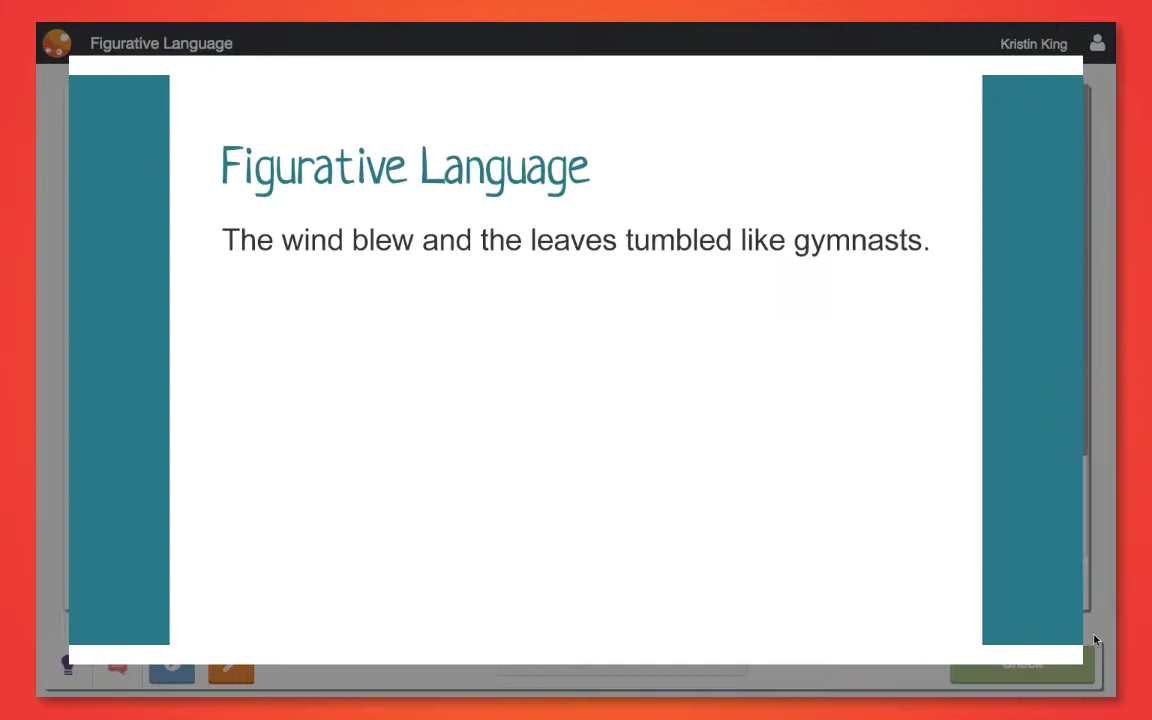 Figurative Language
Kristin King
Figurative Language
The wind blew and the leaves tumbled like gymnasts.